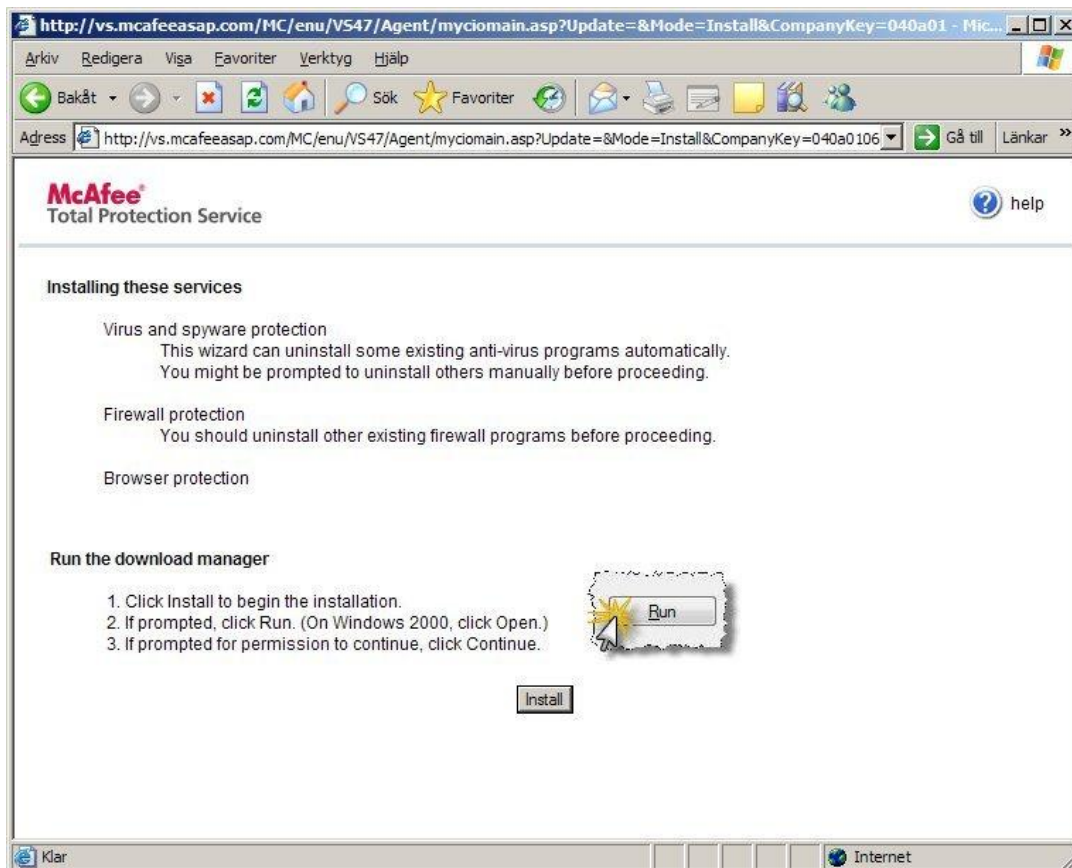 http://vs.mcafeeasap.com/MC/enu/VS47/Agent/myciomain.asp?Update=&Mode=Install&CompanyKey=040a01 - Mic...
Arkiv Redigera Visa Favoriter Verktyg Hjälp
Bakåt Sök Favoriter
Adress http://vs.mcafeeasap.com/MC/enu/VS47/Agent/myciomain.asp?Update=&Mode=Install&CompanyKey=040a0106 Gå till Länkar »
McAfee®
Total Protection Service
help
Installing these services
Virus and spyware protection
This wizard can uninstall some existing anti-virus programs automatically.
You might be prompted to uninstall others manually before proceeding.
Firewall protection
You should uninstall other existing firewall programs before proceeding.
Browser protection
Run the download manager
1. Click Install to begin the installation.
2. If prompted, click Run. (On Windows 2000, click Open.)
3. If prompted for permission to continue, click Continue.
Run
Install
Klar Internet